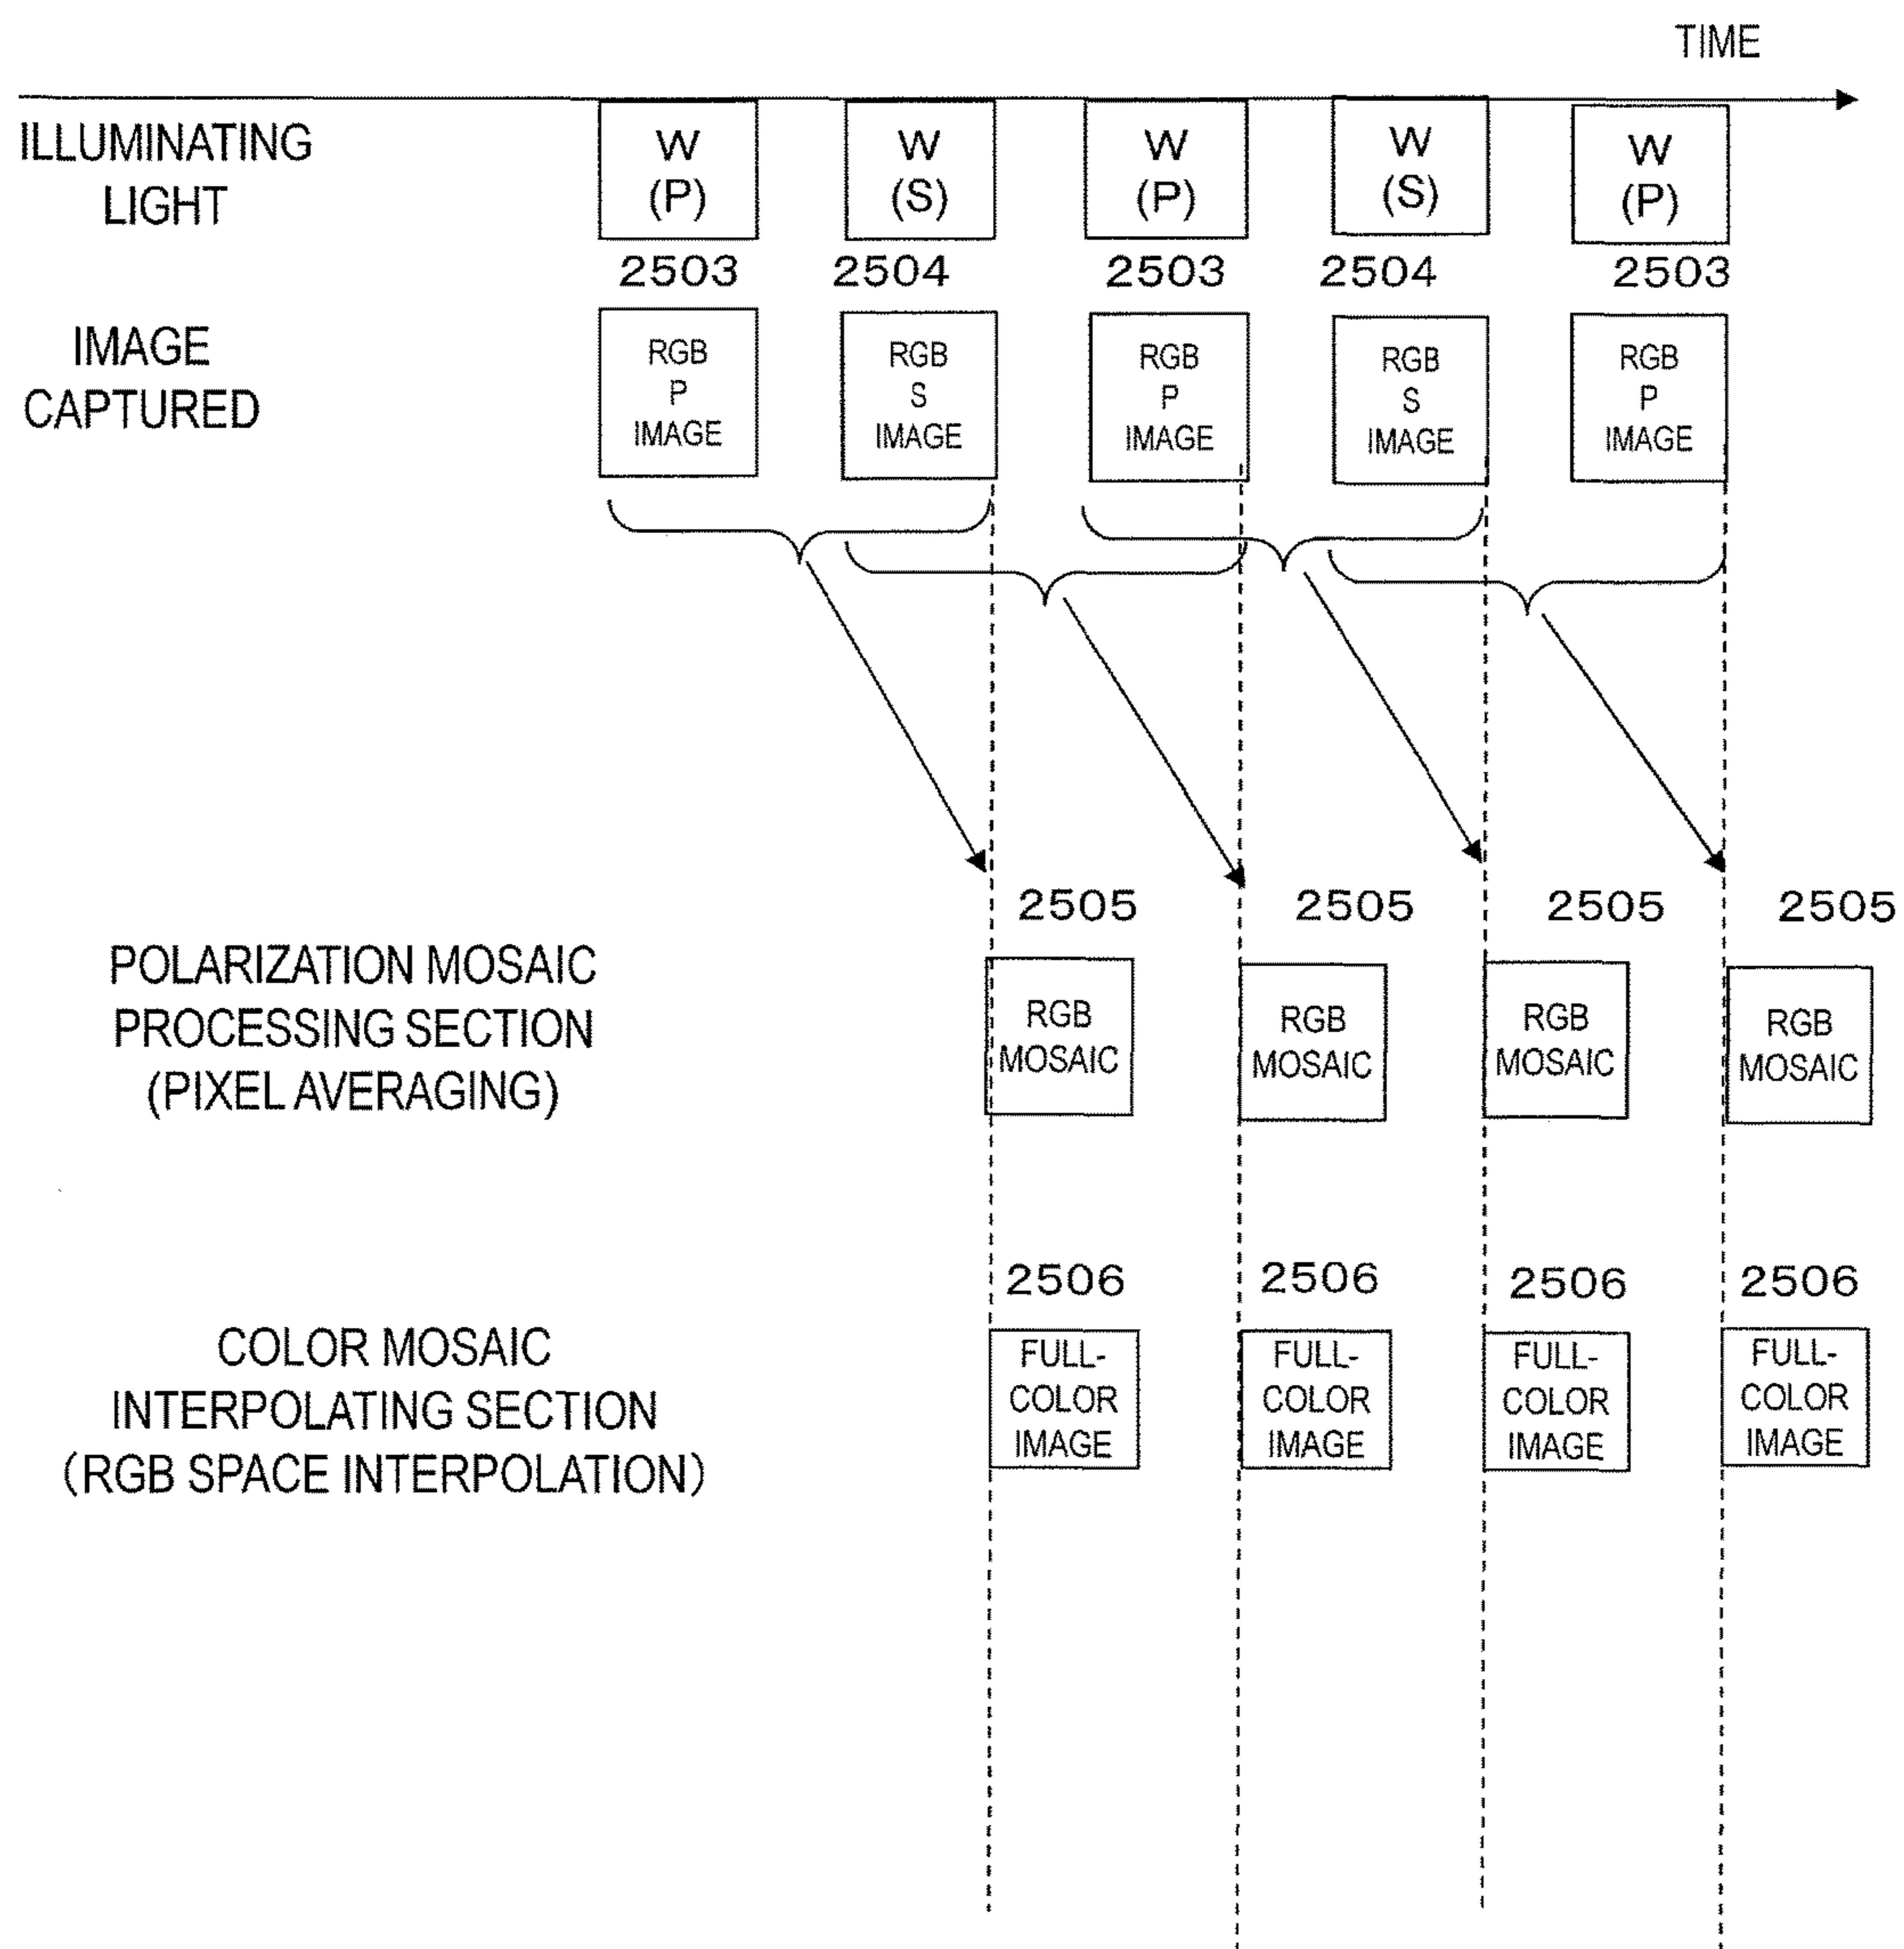 TIME
ILLUMINATING
LIGHT
W
(P)
W
(S)
W
(P)
W
(S)
W
(P)
2503
2504
2503
2504
2503
IMAGE
CAPTURED
RGB
P
IMAGE
RGB
S
IMAGE
RGB
P
IMAGE
RGB
S
IMAGE
RGB
P
IMAGE
2505
2505
2505
2505
POLARIZATION MOSAIC
PROCESSING SECTION
(PIXEL AVERAGING)
RGB
MOSAIC
RGB
MOSAIC
RGB
MOSAIC
RGB
MOSAIC
2506
2506
2506
2506
COLOR MOSAIC
INTERPOLATING SECTION
(RGB SPACE INTERPOLATION)
FULL-
COLOR
IMAGE
FULL-
COLOR
IMAGE
FULL-
COLOR
IMAGE
FULL-
COLOR
IMAGE